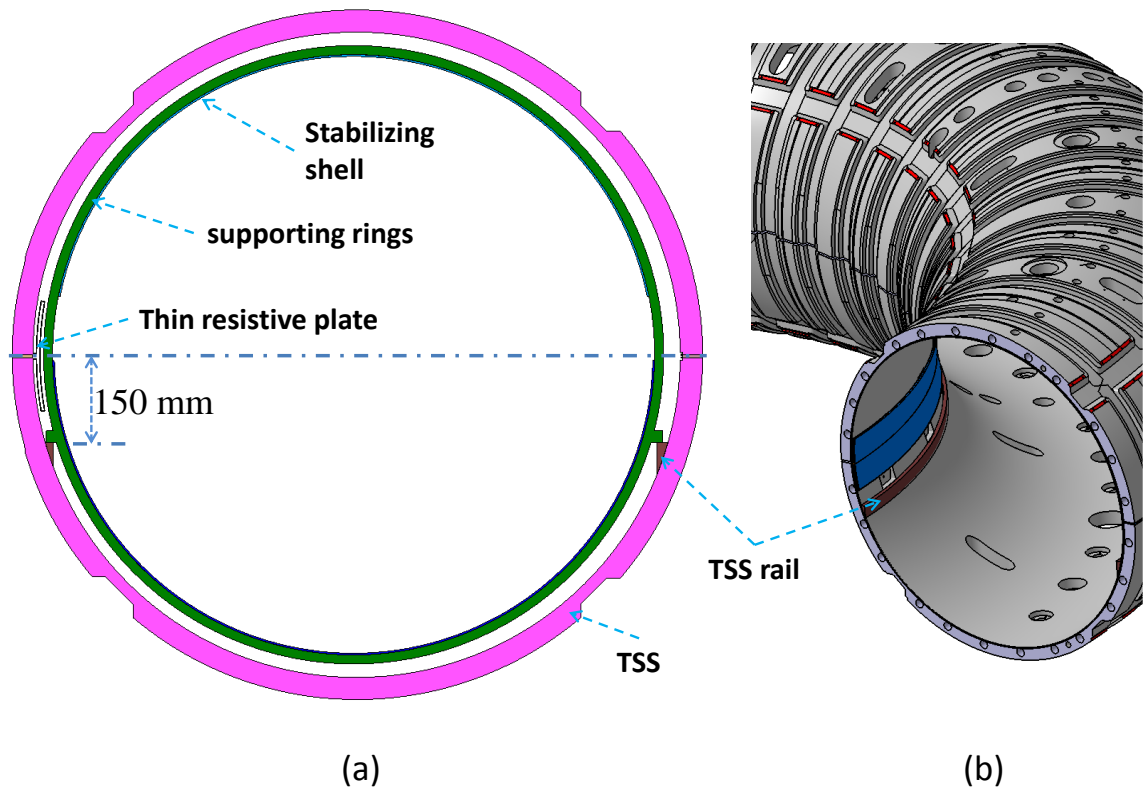 Stabilizing
shell
supporting rings
Thin resistive plate
150 mm
TSS rail
TSS
(a)
(b)